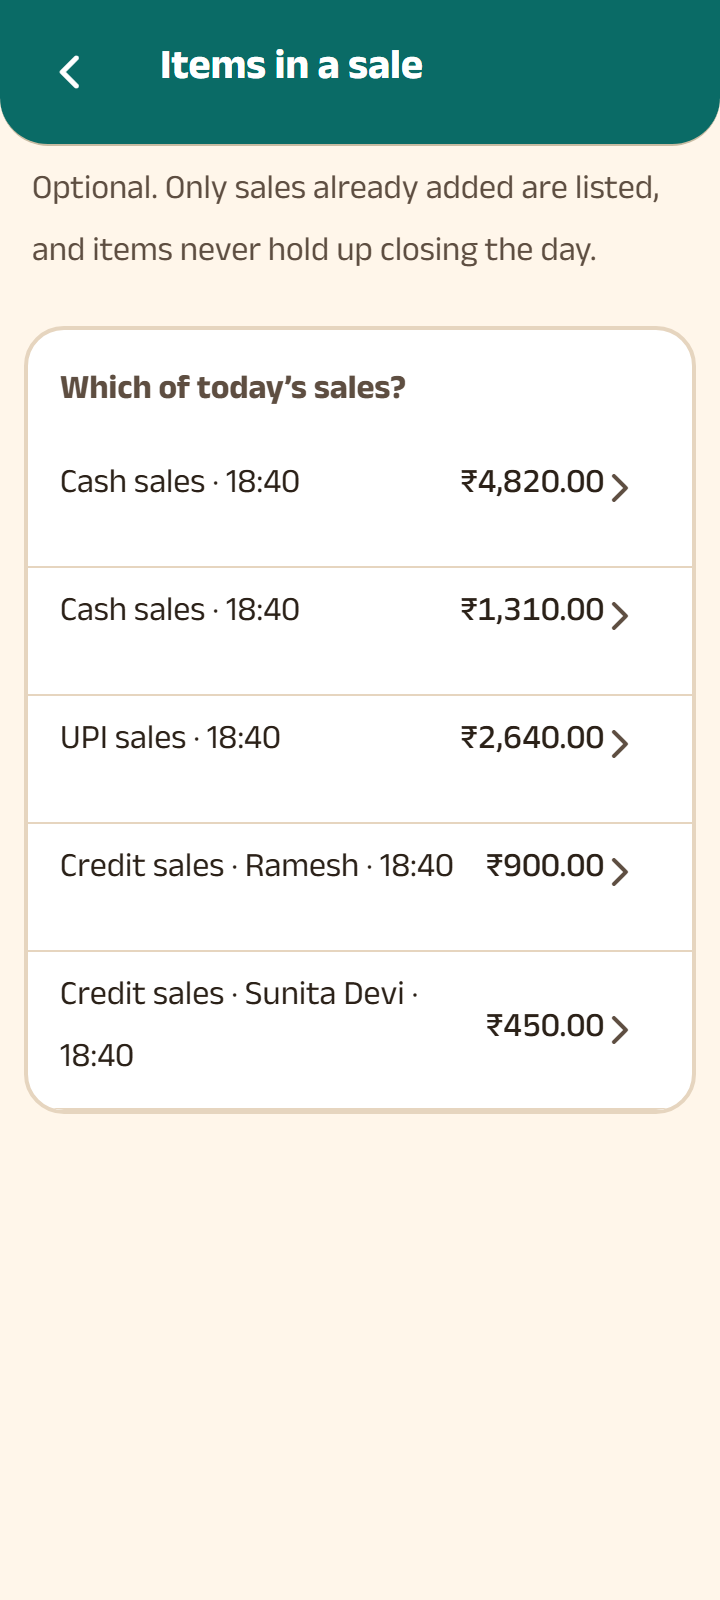 Items in a sale
Optional. Only sales already added are listed,
and items never hold up closing the day.
Which of today’s sales?
Cash sales · 18:40 ₹4,820.00
Cash sales · 18:40 ₹1,310.00
UPI sales · 18:40 ₹2,640.00
Credit sales · Ramesh · 18:40 ₹900.00
Credit sales · Sunita Devi ·
18:40 ₹450.00